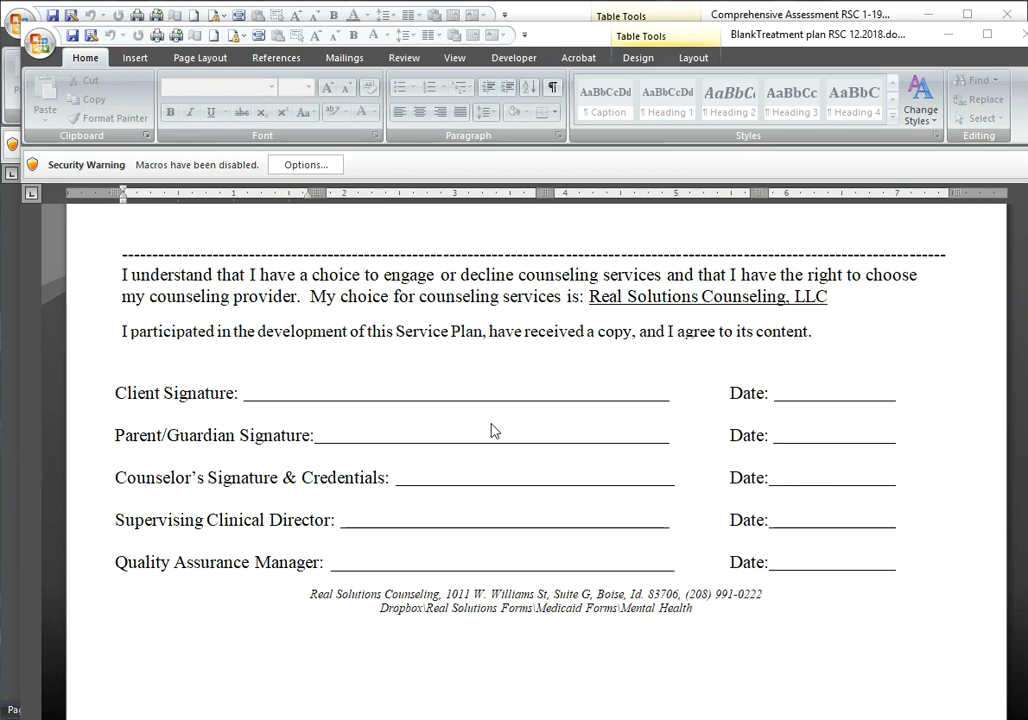 Table Tools
Comprehensive Assessment RSC 1-19...
Table Tools
BlankTreatment plan RSC 12.2018.do...
Home Insert Page Layout References Mailings Review View Developer Acrobat Design Layout
Paste
Cut
Copy
Format Painter
Clipboard
Font
Paragraph
AaBbCcDd AaBbCcDd AaBbC AaBbCc AaBbC
¶ Caption ¶ Heading 1 ¶ Heading 2 ¶ Heading 3 ¶ Heading 4
Change Styles
Styles
Find
Replace
Select
Editing
Security Warning Macros have been disabled. Options...
1 2 3 4 5 6 7
I understand that I have a choice to engage or decline counseling services and that I have the right to choose
my counseling provider. My choice for counseling services is: Real Solutions Counseling, LLC
I participated in the development of this Service Plan, have received a copy, and I agree to its content.
Client Signature: Date:
Parent/Guardian Signature: Date:
Counselor's Signature & Credentials: Date:
Supervising Clinical Director: Date:
Quality Assurance Manager: Date:
Real Solutions Counseling, 1011 W. Williams St, Suite G, Boise, Id. 83706, (208) 991-0222
Dropbox\Real Solutions Forms\Medicaid Forms\Mental Health